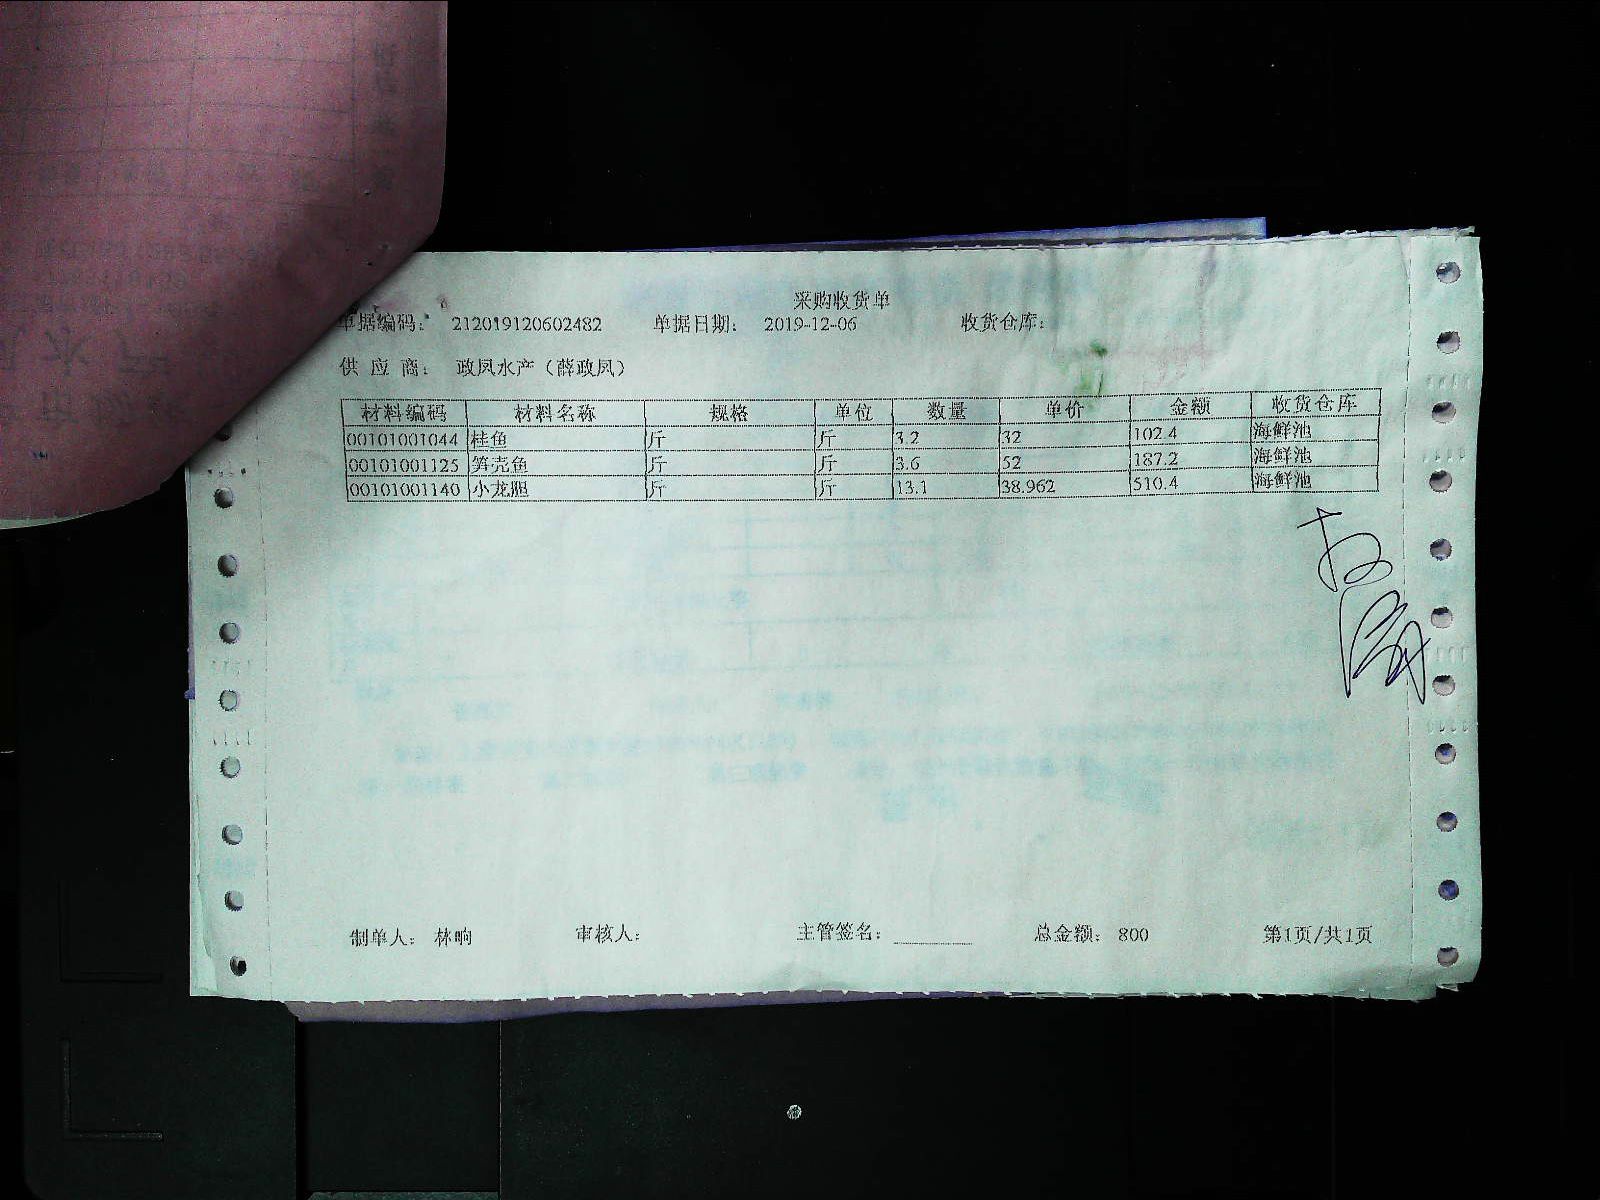 采购收货单
单据编码： 212019120602482 单据日期： 2019-12-06 收货仓库：
供 应 商： 政凤水产（薛政凤）
材料编码 材料名称 规格 单位 数量 单价 金额 收货仓库
00101001044 桂鱼 斤 斤 3.2 32 102.4 海鲜池
00101001125 笋壳鱼 斤 斤 3.6 52 187.2 海鲜池
00101001140 小龙胆 斤 斤 13.1 38.962 510.4 海鲜池
制单人： 林晌 审核人： 主管签名： 总金额： 800 第1页/共1页